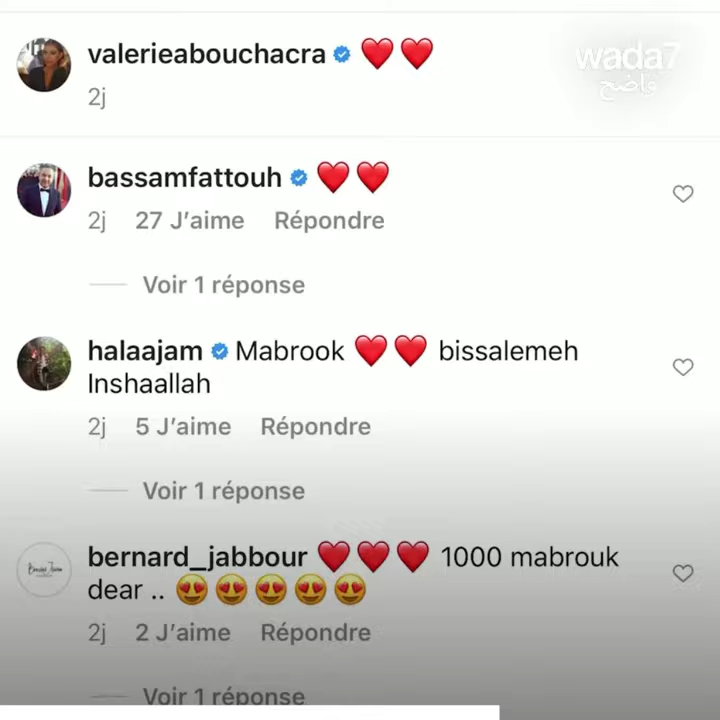 valerieabouchacra ❤️❤️
2j
wada7
فاضح
bassamfattouh ❤️❤️
2j 27 J'aime Répondre
Voir 1 réponse
halaajam Mabrook ❤️❤️ bissalemeh
Inshaallah
2j 5 J'aime Répondre
Voir 1 réponse
bernard_jabbour ❤️❤️❤️ 1000 mabrouk
dear .. 😍😍😍😍😍
2j 2 J'aime Répondre
Voir 1 réponse